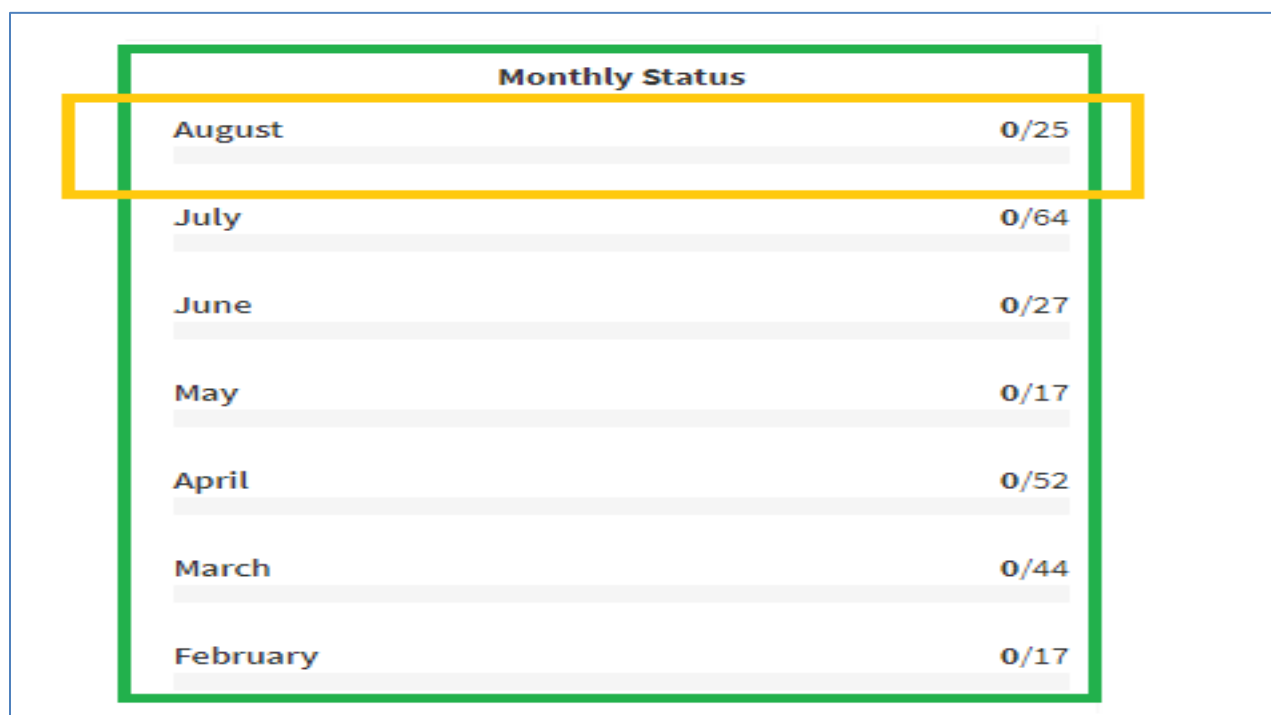 Monthly Status
August 0/25
July 0/64
June 0/27
May 0/17
April 0/52
March 0/44
February 0/17